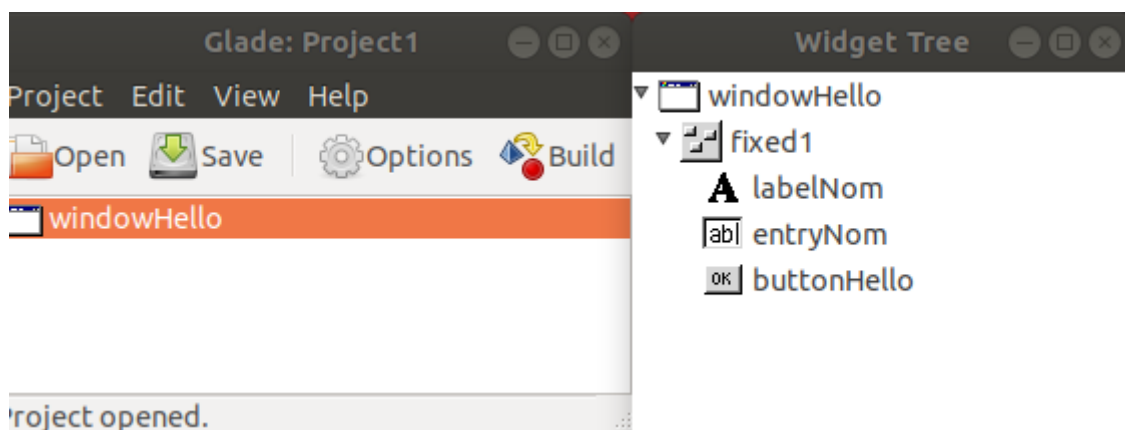 Glade: Project1
Project Edit View Help
Open Save Options Build
windowHello
Project opened.
Widget Tree
windowHello
fixed1
A labelNom
ab| entryNom
OK buttonHello